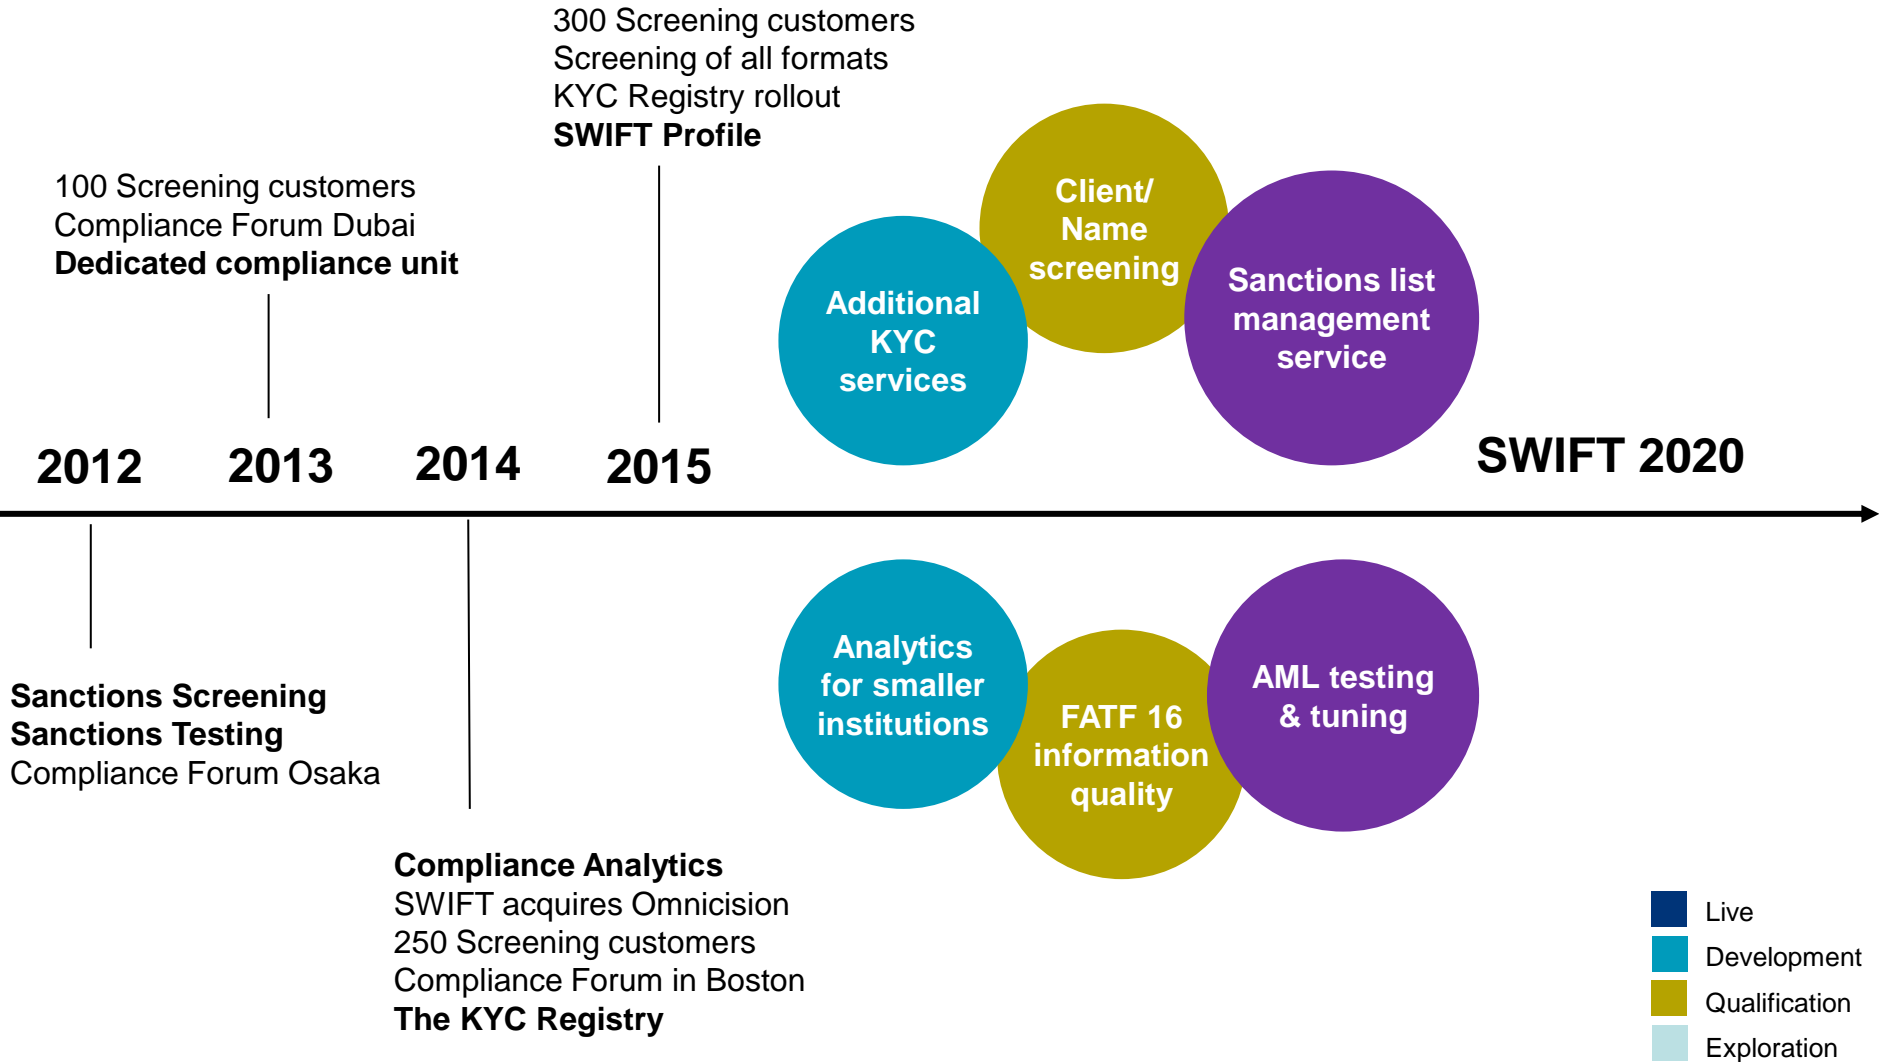 300 Screening customers
Screening of all formats
KYC Registry rollout
SWIFT Profile
100 Screening customers
Compliance Forum Dubai
Dedicated compliance unit
Client/
Name
screening
Additional
KYC
services
Sanctions list
management
service
2012
2013
2014
2015
SWIFT 2020
Sanctions Screening
Sanctions Testing
Compliance Forum Osaka
Analytics
for smaller
institutions
FATF 16
information
quality
AML testing
& tuning
Compliance Analytics
SWIFT acquires Omnicision
250 Screening customers
Compliance Forum in Boston
The KYC Registry
Live
Development
Qualification
Exploration